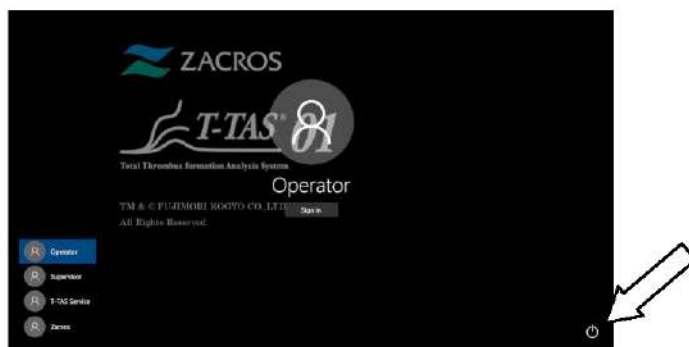 ZACROS
T-TAS® 01
Total Thrombus Formation Analysis System
Operator
TM & © FUJIMORI KOGYO CO.,LTD
Sign in
All Rights Reserved.
Operator
Supervisor
T-TAS Service
Zacros